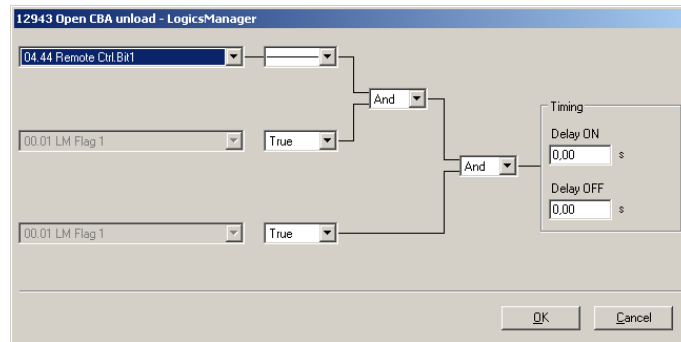 12943 Open CBA unload - LogicsManager
04.44 Remote Ctrl.Bit1
And
Timing
Delay ON
00.01 LM Flag 1 True
0,00 s
And
Delay OFF
0,00 s
00.01 LM Flag 1 True
OK Cancel